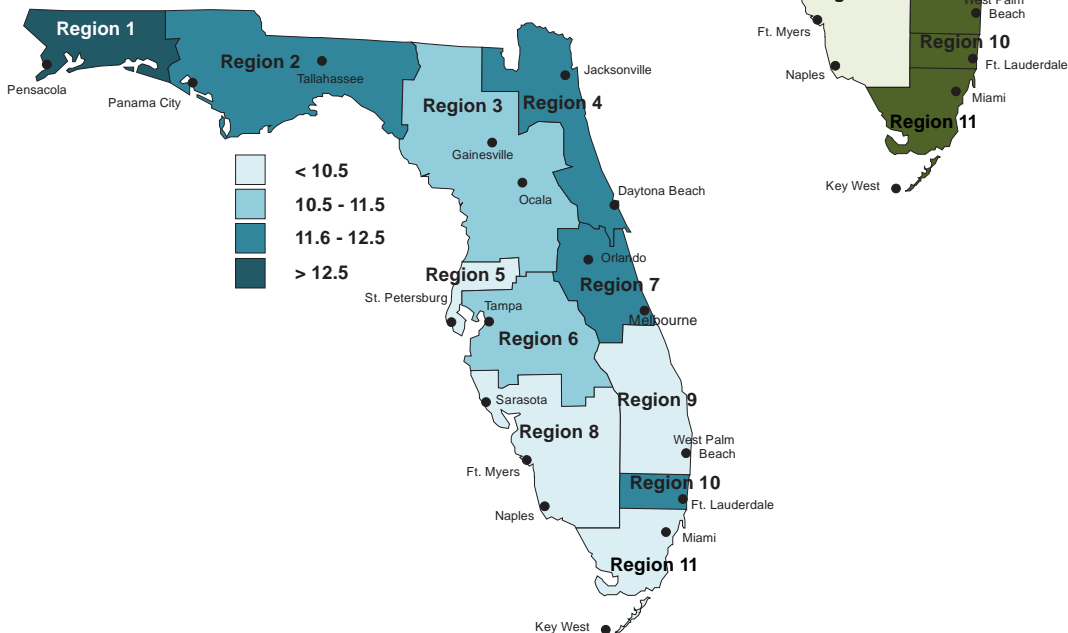 Region 1
Pensacola
Panama City
Region 2
Tallahassee
Region 3
Gainesville
Ocala
Region 4
Jacksonville
Daytona Beach
< 10.5
10.5 - 11.5
11.6 - 12.5
> 12.5
Region 5
St. Petersburg
Tampa
Region 6
Orlando
Region 7
Melbourne
Sarasota
Region 8
Ft. Myers
Naples
Region 9
West Palm
Beach
Region 10
Ft. Lauderdale
Miami
Region 11
Key West
West Palm
Beach
Ft. Myers
Region 10
Ft. Lauderdale
Naples
Miami
Region 11
Key West